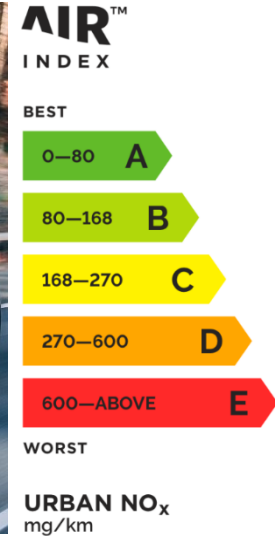 AIR™
INDEX
BEST
0—80 A
80—168 B
168—270 C
270—600 D
600—ABOVE E
WORST
URBAN NOₓ
mg/km